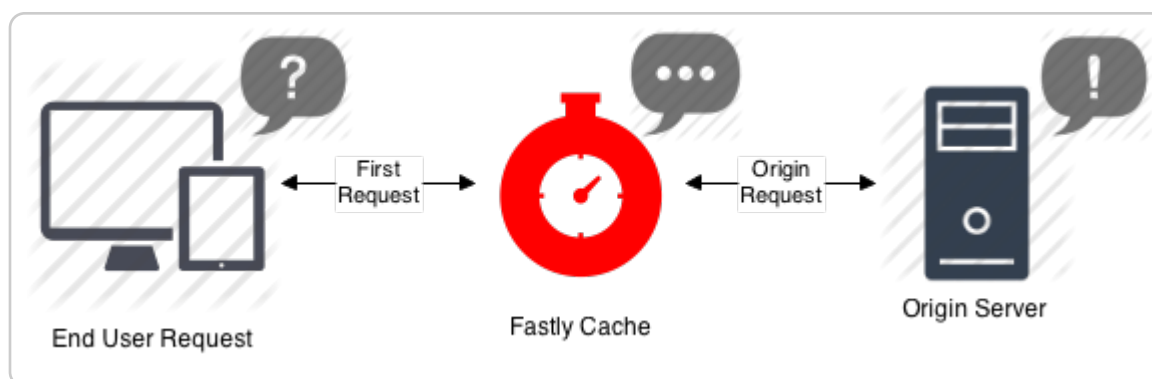 ?
...
!
First
Request
Origin
Request
End User Request
Fastly Cache
Origin Server